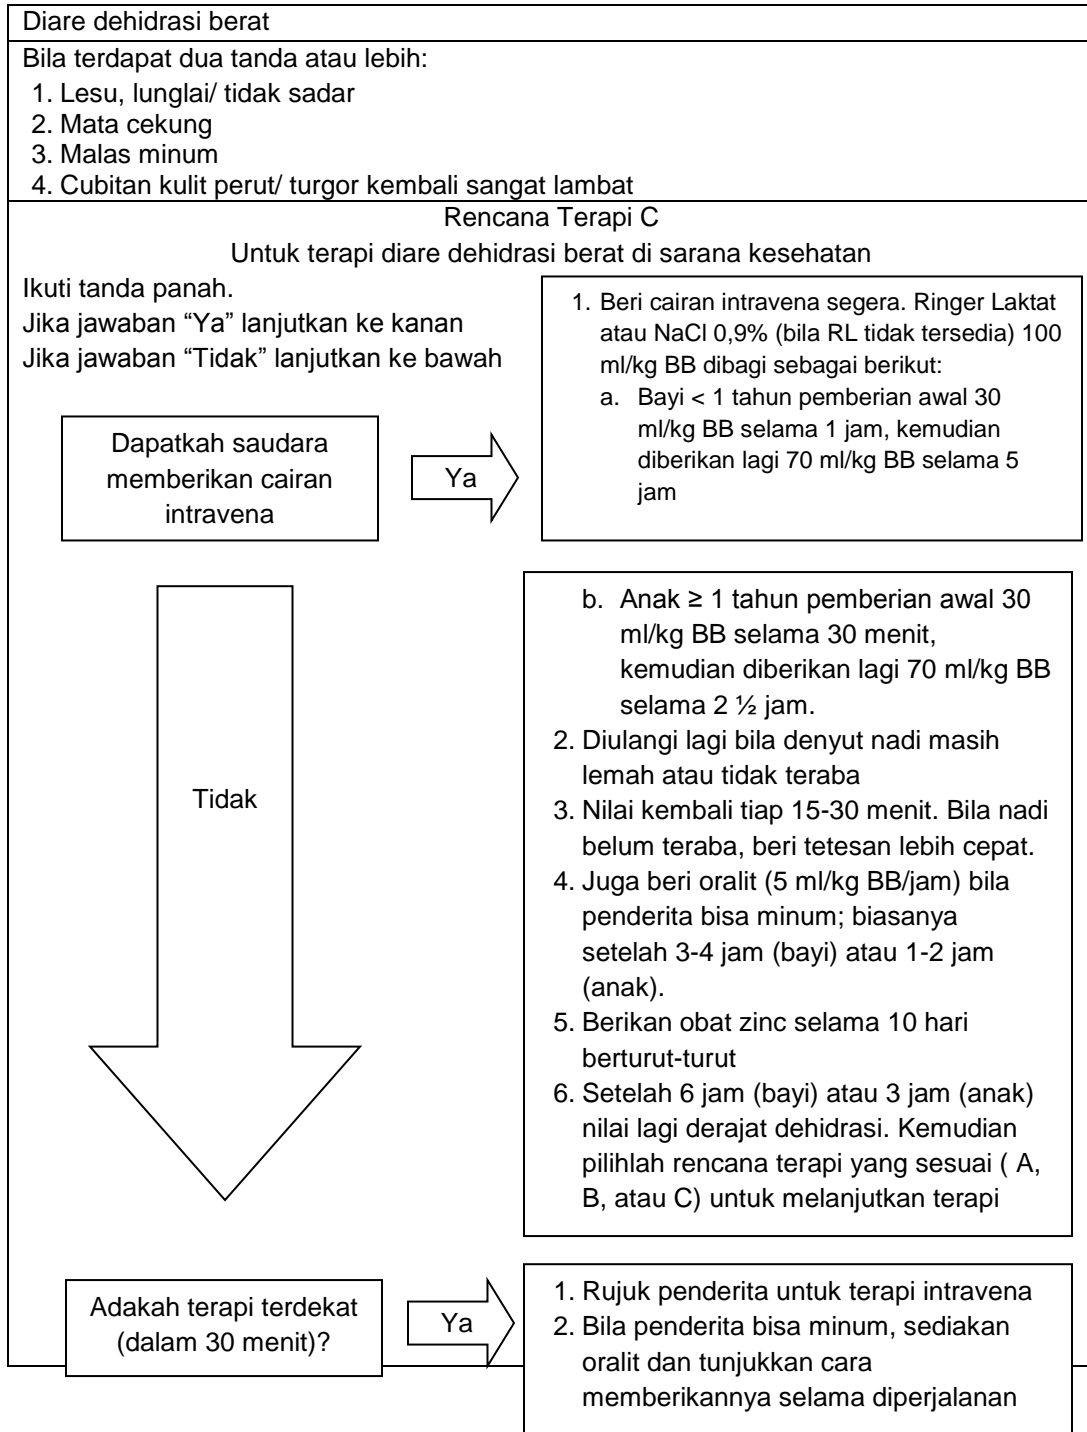 Diare dehidrasi berat
Bila terdapat dua tanda atau lebih:
1. Lesu, lunglai/ tidak sadar
2. Mata cekung
3. Malas minum
4. Cubitan kulit perut/ turgor kembali sangat lambat
Rencana Terapi C
Untuk terapi diare dehidrasi berat di sarana kesehatan
Ikuti tanda panah.
Jika jawaban “Ya” lanjutkan ke kanan
Jika jawaban “Tidak” lanjutkan ke bawah
Dapatkah saudara
memberikan cairan
intravena
Ya
1. Beri cairan intravena segera. Ringer Laktat
atau NaCl 0,9% (bila RL tidak tersedia) 100
ml/kg BB dibagi sebagai berikut:
a. Bayi < 1 tahun pemberian awal 30
ml/kg BB selama 1 jam, kemudian
diberikan lagi 70 ml/kg BB selama 5
jam
Tidak
b. Anak ≥ 1 tahun pemberian awal 30
ml/kg BB selama 30 menit,
kemudian diberikan lagi 70 ml/kg BB
selama 2 ½ jam.
2. Diulangi lagi bila denyut nadi masih
lemah atau tidak teraba
3. Nilai kembali tiap 15-30 menit. Bila nadi
belum teraba, beri tetesan lebih cepat.
4. Juga beri oralit (5 ml/kg BB/jam) bila
penderita bisa minum; biasanya
setelah 3-4 jam (bayi) atau 1-2 jam
(anak).
5. Berikan obat zinc selama 10 hari
berturut-turut
6. Setelah 6 jam (bayi) atau 3 jam (anak)
nilai lagi derajat dehidrasi. Kemudian
pilihlah rencana terapi yang sesuai ( A,
B, atau C) untuk melanjutkan terapi
Adakah terapi terdekat
(dalam 30 menit)?
Ya
1. Rujuk penderita untuk terapi intravena
2. Bila penderita bisa minum, sediakan
oralit dan tunjukkan cara
memberikannya selama diperjalanan